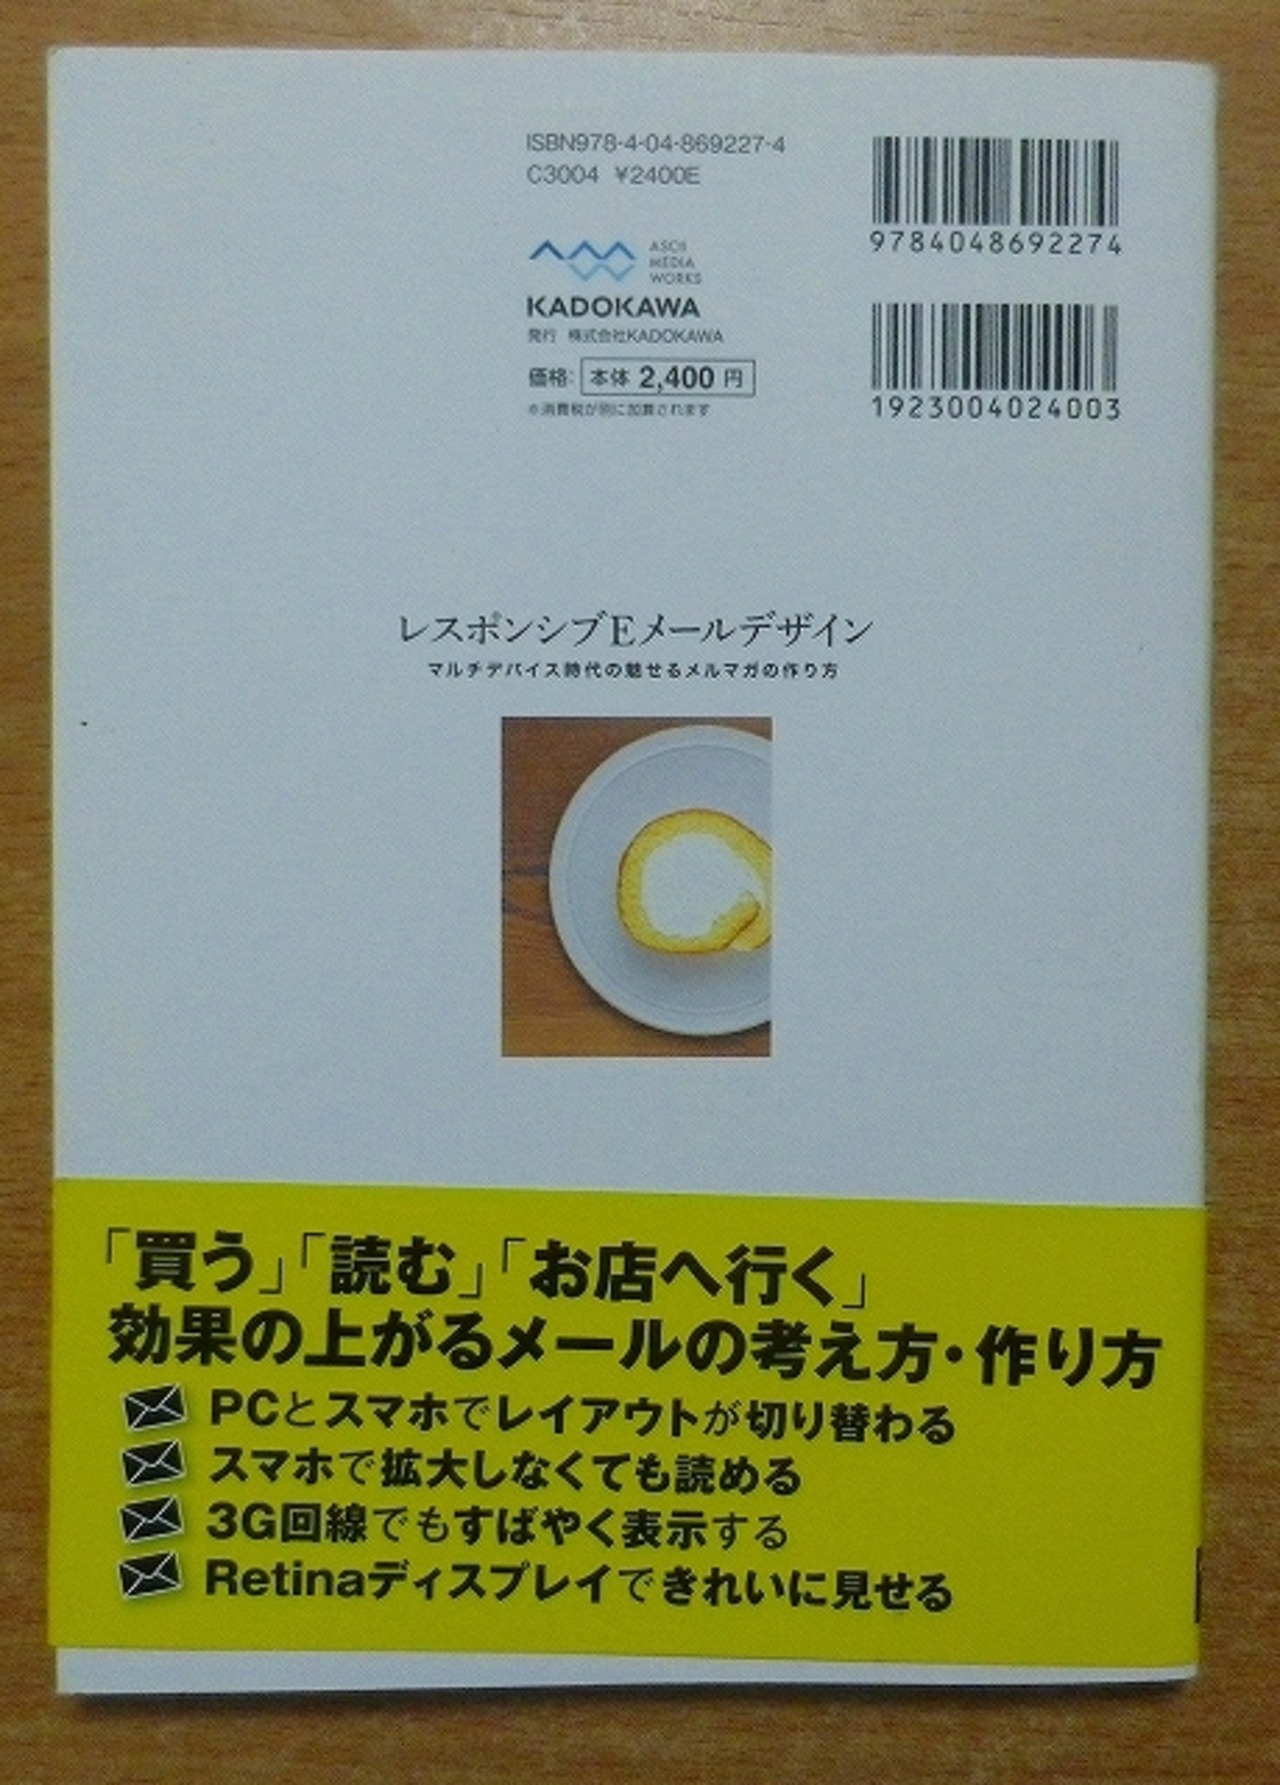 ISBN978-4-04-869227-4
C3004 ¥2400E
9784048692274
ASCII
MEDIA
WORKS
KADOKAWA
発行 株式会社KADOKAWA
価格: 本体 2,400 円
※消費税が別に加算されます
1923004024003
レスポンシブEメールデザイン
マルチデバイス時代の魅せるメルマガの作り方
「買う」「読む」「お店へ行く」
効果の上がるメールの考え方・作り方
PCとスマホでレイアウトが切り替わる
スマホで拡大しなくても読める
3G回線でもすばやく表示する
Retinaディスプレイできれいに見せる